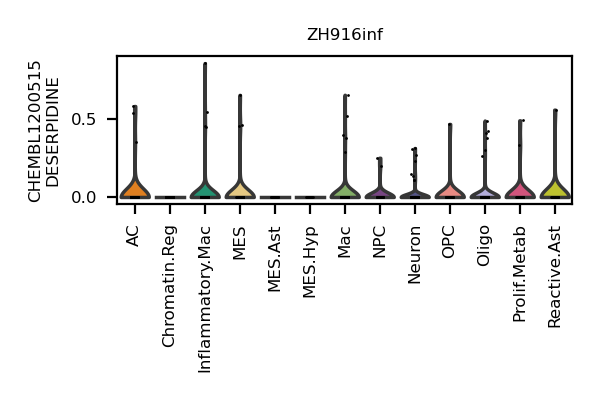 ZH916inf
CHEMBL1200515
DESERPIDINE
0.5
0.0
AC
Chromatin.Reg
Inflammatory.Mac
MES
MES.Ast
MES.Hyp
Mac
NPC
Neuron
OPC
Oligo
Prolif.Metab
Reactive.Ast